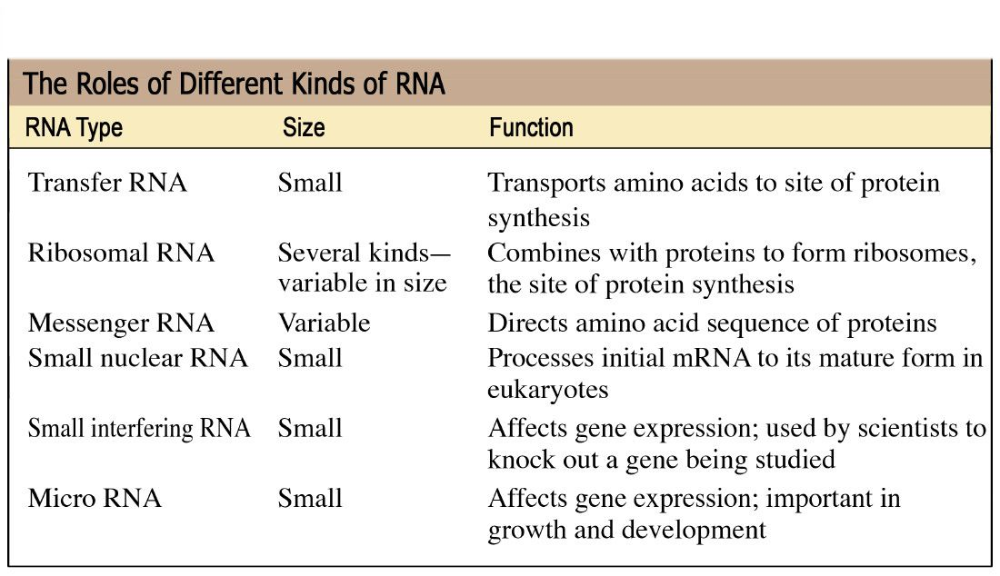 The Roles of Different Kinds of RNA
RNA Type Size Function
Transfer RNA Small Transports amino acids to site of protein
synthesis
Ribosomal RNA Several kinds— Combines with proteins to form ribosomes,
variable in size the site of protein synthesis
Messenger RNA Variable Directs amino acid sequence of proteins
Small nuclear RNA Small Processes initial mRNA to its mature form in
eukaryotes
Small interfering RNA Small Affects gene expression; used by scientists to
knock out a gene being studied
Micro RNA Small Affects gene expression; important in
growth and development